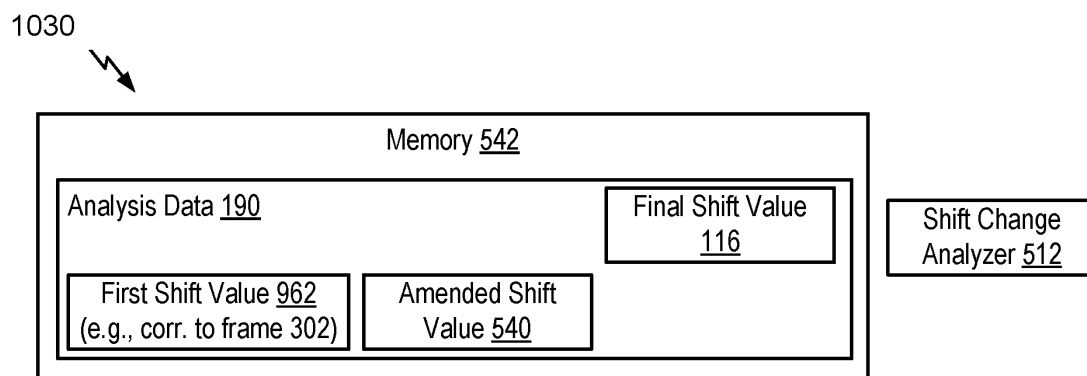 1030
Memory 542
Analysis Data 190
Final Shift Value
116
Shift Change
Analyzer 512
First Shift Value 962
(e.g., corr. to frame 302)
Amended Shift
Value 540